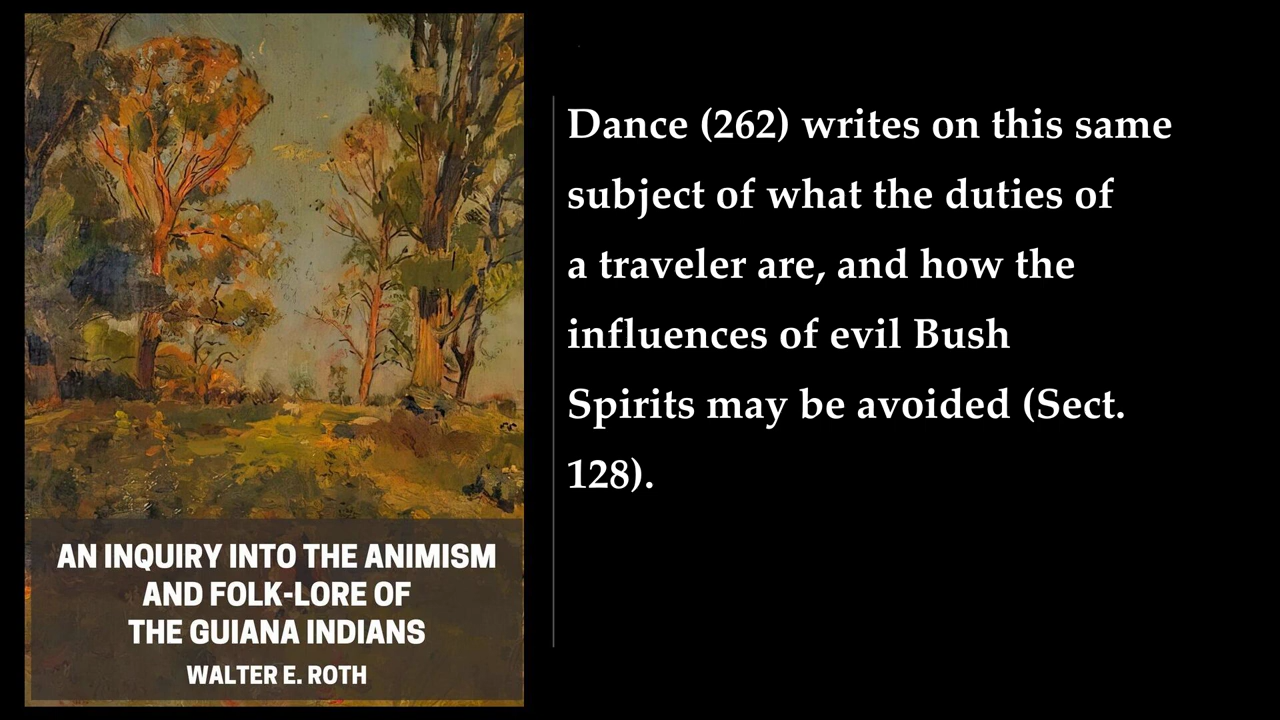 AN INQUIRY INTO THE ANIMISM
AND FOLK-LORE OF
THE GUIANA INDIANS
WALTER E. ROTH
Dance (262) writes on this same
subject of what the duties of
a traveler are, and how the
influences of evil Bush
Spirits may be avoided (Sect.
128).